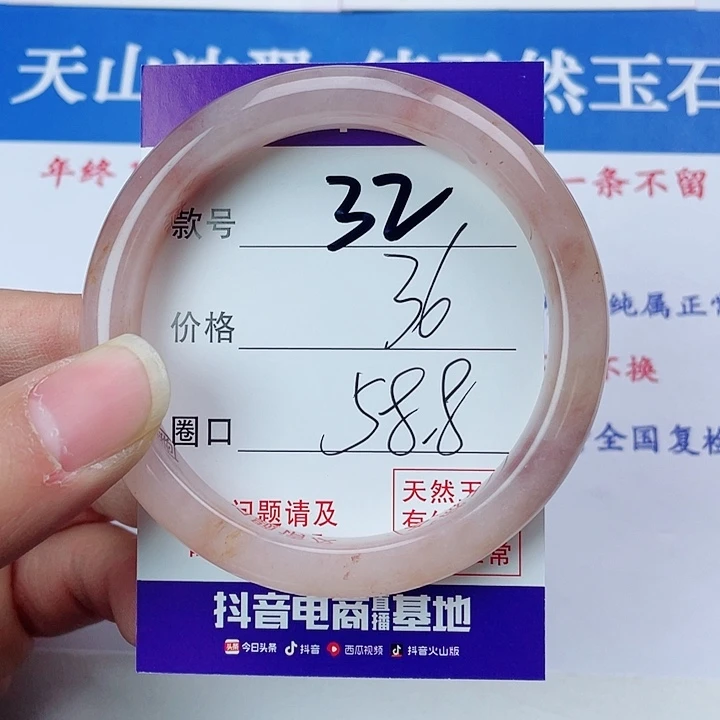 天山
然玉石
年终
一条不留
款号 32
价格 36
纯属正常
不换
圈口 58.8
全国复检
问题请及
天然玉
有
常
抖音电商直播基地
头条 今日头条 抖音 西瓜视频 抖音火山版